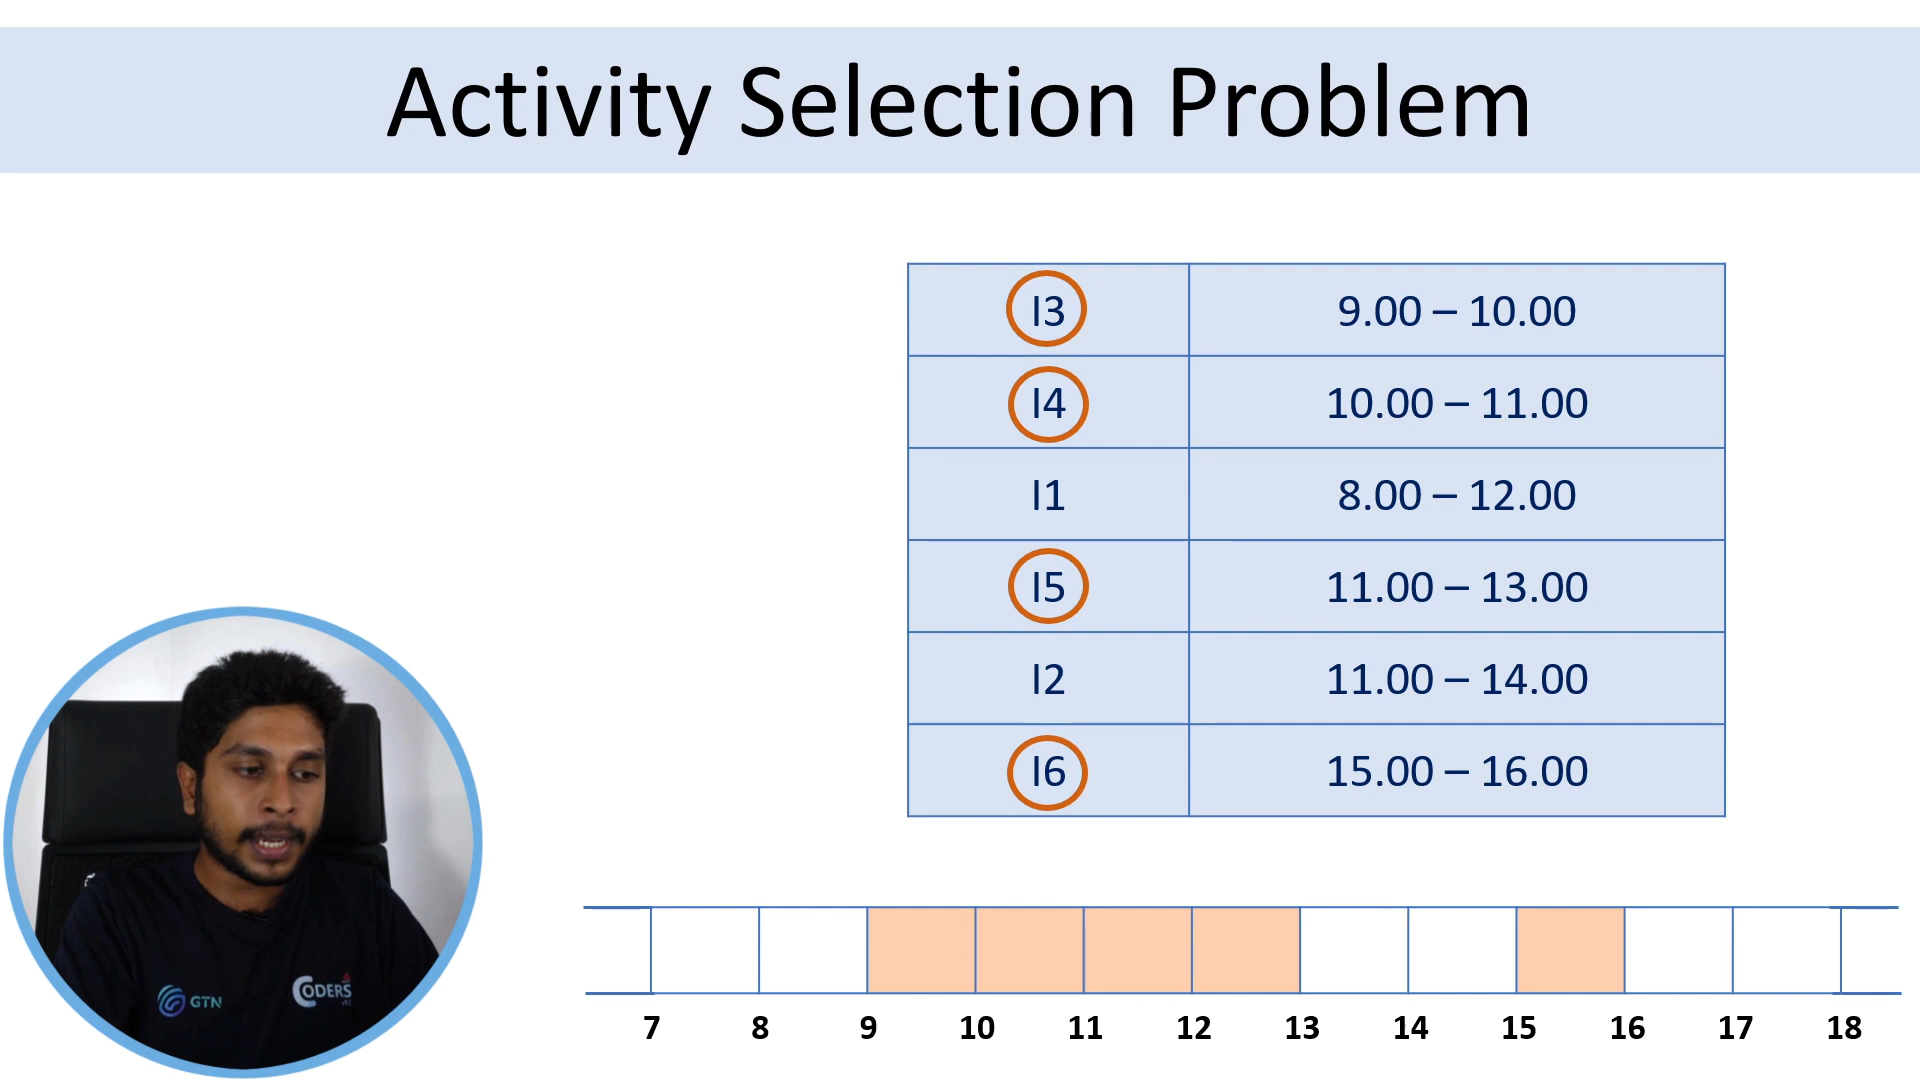 Activity Selection Problem
I3 9.00 – 10.00
I4 10.00 – 11.00
I1 8.00 – 12.00
I5 11.00 – 13.00
I2 11.00 – 14.00
I6 15.00 – 16.00
GTN
CODERS
7 8 9 10 11 12 13 14 15 16 17 18